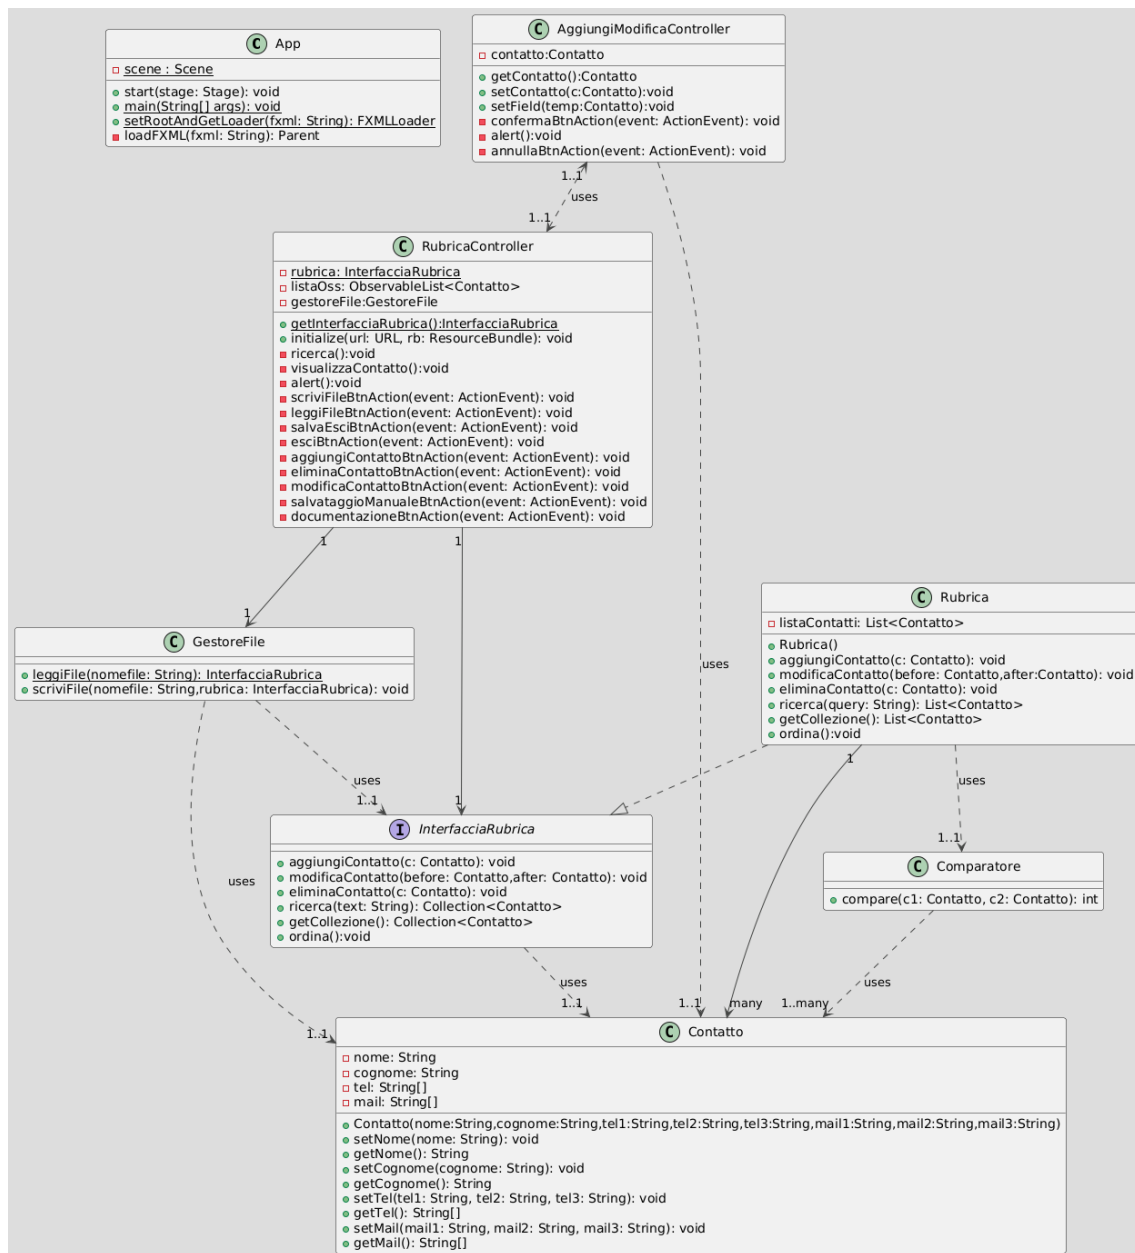 C App
scene : Scene
start(stage: Stage): void
main(String[] args): void
setRootAndGetLoader(fxml: String): FXMLLoader
loadFXML(fxml: String): Parent
C AggiungiModificaController
contatto:Contatto
getContatto():Contatto
setContatto(c:Contatto):void
setField(temp:Contatto):void
confermaBtnAction(event: ActionEvent): void
alert():void
annullaBtnAction(event: ActionEvent): void
1..1
uses
1..1
C RubricaController
rubrica: InterfacciaRubrica
listaOss: ObservableList<Contatto>
gestoreFile:GestoreFile
getInterfacciaRubrica():InterfacciaRubrica
initialize(url: URL, rb: ResourceBundle): void
ricerca():void
visualizzaContatto():void
alert():void
scriviFileBtnAction(event: ActionEvent): void
leggiFileBtnAction(event: ActionEvent): void
salvaEsciBtnAction(event: ActionEvent): void
esciBtnAction(event: ActionEvent): void
aggiungiContattoBtnAction(event: ActionEvent): void
eliminaContattoBtnAction(event: ActionEvent): void
modificaContattoBtnAction(event: ActionEvent): void
salvataggioManualeBtnAction(event: ActionEvent): void
documentazioneBtnAction(event: ActionEvent): void
1
1
1
uses
C GestoreFile
leggiFile(nomefile: String): InterfacciaRubrica
scriviFile(nomefile: String,rubrica: InterfacciaRubrica): void
C Rubrica
listaContatti: List<Contatto>
Rubrica()
aggiungiContatto(c: Contatto): void
modificaContatto(before: Contatto,after:Contatto): void
eliminaContatto(c: Contatto): void
ricerca(query: String): List<Contatto>
getCollezione(): List<Contatto>
ordina():void
1
uses
uses
1..1
1
1..1
I InterfacciaRubrica
aggiungiContatto(c: Contatto): void
modificaContatto(before: Contatto,after: Contatto): void
eliminaContatto(c: Contatto): void
ricerca(text: String): Collection<Contatto>
getCollezione(): Collection<Contatto>
ordina():void
C Comparatore
compare(c1: Contatto, c2: Contatto): int
uses
uses
uses
1..1
1..1
1..1
many
1..many
C Contatto
nome: String
cognome: String
tel: String[]
mail: String[]
Contatto(nome:String,cognome:String,tel1:String,tel2:String,tel3:String,mail1:String,mail2:String,mail3:String)
setNome(nome: String): void
getNome(): String
setCognome(cognome: String): void
getCognome(): String
setTel(tel1: String, tel2: String, tel3: String): void
getTel(): String[]
setMail(mail1: String, mail2: String, mail3: String): void
getMail(): String[]